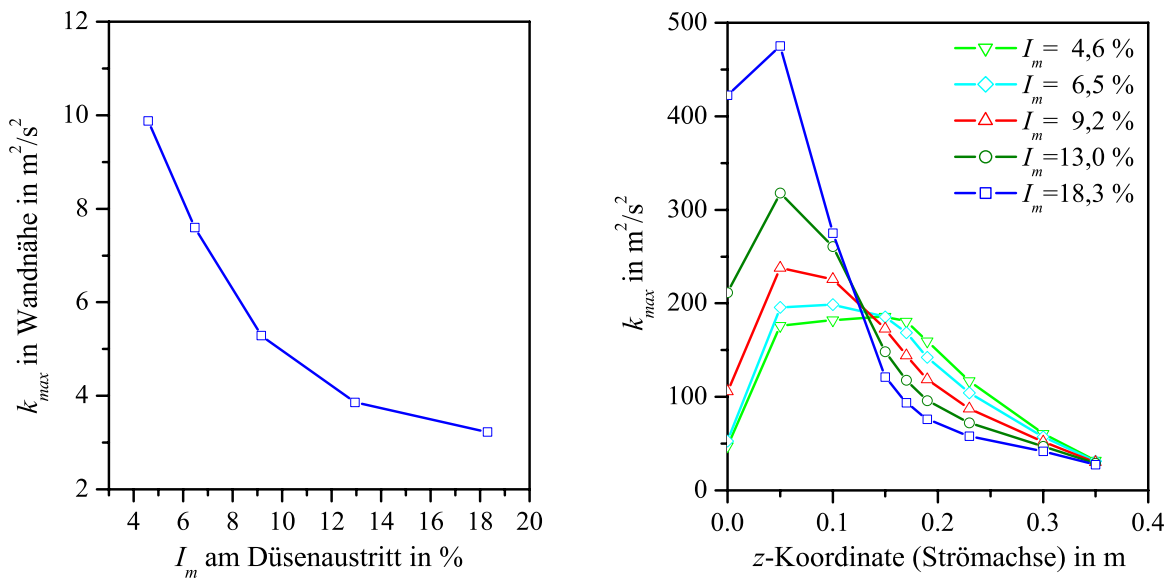 12
10
8
6
4
2
4 6 8 10 12 14 16 18 20
k_max in Wandnähe in m²/s²
I_m am Düsenaustritt in %
500
400
300
200
100
0
0.0 0.1 0.2 0.3 0.4
k_max in m²/s²
z-Koordinate (Strömachse) in m
I_m = 4,6 %
I_m = 6,5 %
I_m = 9,2 %
I_m =13,0 %
I_m =18,3 %